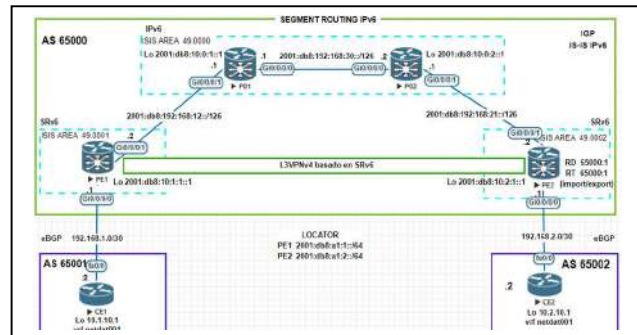 SEGMENT ROUTING IPv6
AS 65000
IPv6
IGP
IS-IS IPv6
ISIS AREA 49.0000
Lo 2001:db8:10:0:1::1
.1
2001:db8:192:168:30::/126
.2
Lo 2001:db8:10:0:2::1
Gi0/0/0/0
Gi0/0/0/0
.1
P01
P02
.1
Gi0/0/0/1
Gi0/0/0/1
2001:db8:192:168:12::/126
2001:db8:192:168:21::/126
SRv6
SRv6
ISIS AREA 49.0001
ISIS AREA 49.0002
.2
Gi0/0/0/1
Gi0/0/0/1
.2
PE1
L3VPNv4 basado en SRv6
RD 65000:1
RT 65000:1
(import/export)
PE2
Lo 2001:db8:10:1:1::1
Lo 2001:db8:10:2:1::1
.1
.1
Gi0/0/0/0
Gi0/0/0/0
eBGP
192.168.1.0/30
LOCATOR
PE1 2001:db8:a1:1::/64
PE2 2001:db8:a1:2::/64
192.168.2.0/30
eBGP
AS 65001
fa0/0
fa0/0
AS 65002
.2
.2
CE1
CE2
Lo 10.1.10.1
Lo 10.2.10.1
vrf netdat001
vrf netdat001